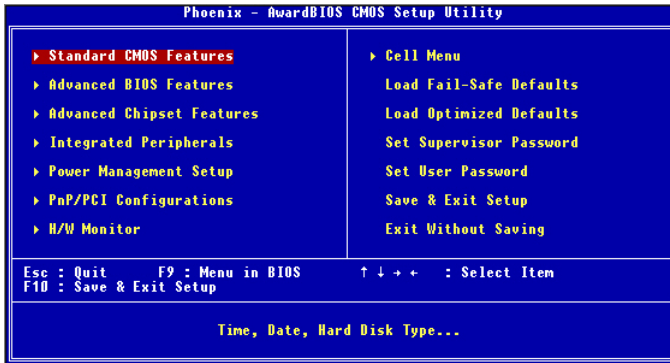 Phoenix - AwardBIOS CMOS Setup Utility
▸ Standard CMOS Features
▸ Advanced BIOS Features
▸ Advanced Chipset Features
▸ Integrated Peripherals
▸ Power Management Setup
▸ PnP/PCI Configurations
▸ H/W Monitor
▸ Cell Menu
Load Fail-Safe Defaults
Load Optimized Defaults
Set Supervisor Password
Set User Password
Save & Exit Setup
Exit Without Saving
Esc : Quit F9 : Menu in BIOS ↑ ↓ → ← : Select Item
F10 : Save & Exit Setup
Time, Date, Hard Disk Type...